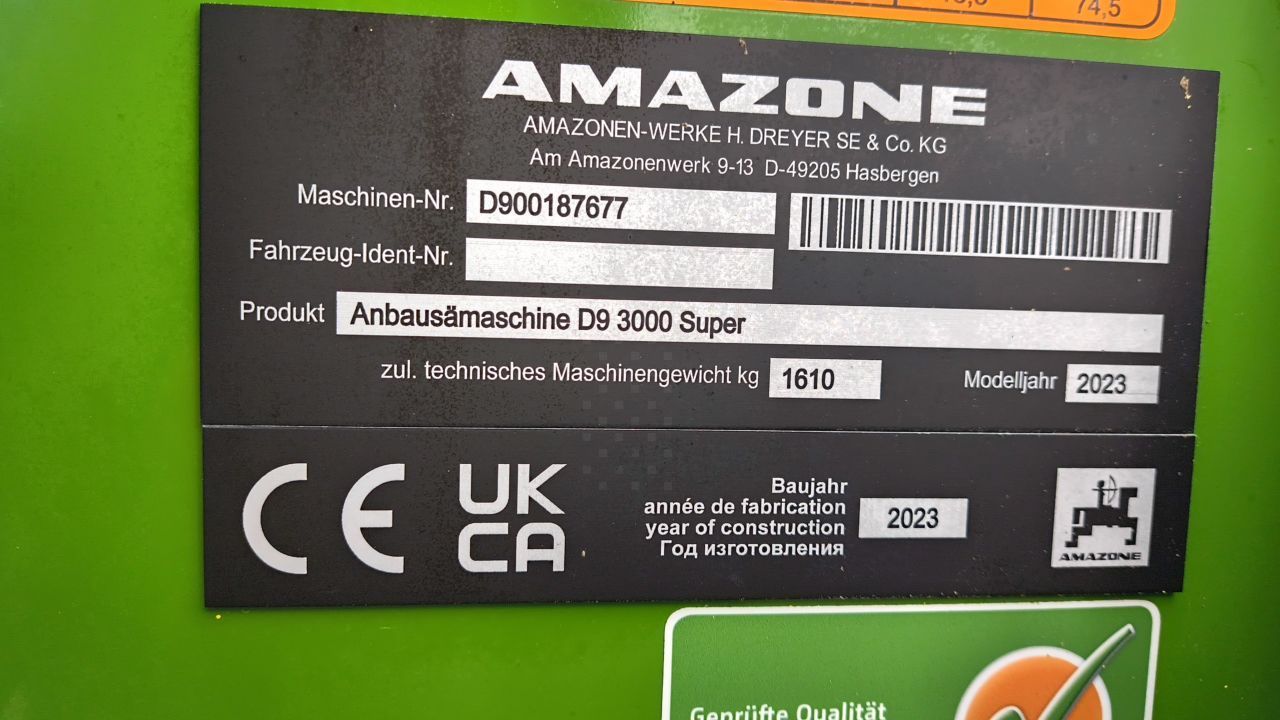 74,5
AMAZONE
AMAZONEN-WERKE H. DREYER SE & Co. KG
Am Amazonenwerk 9-13 D-49205 Hasbergen
Maschinen-Nr. D900187677
Fahrzeug-Ident-Nr.
Produkt Anbausämaschine D9 3000 Super
zul. technisches Maschinengewicht kg 1610 Modelljahr 2023
CE UK CA
Baujahr
année de fabrication
year of construction 2023
Год изготовления
AMAZONE
Geprüfte Qualität